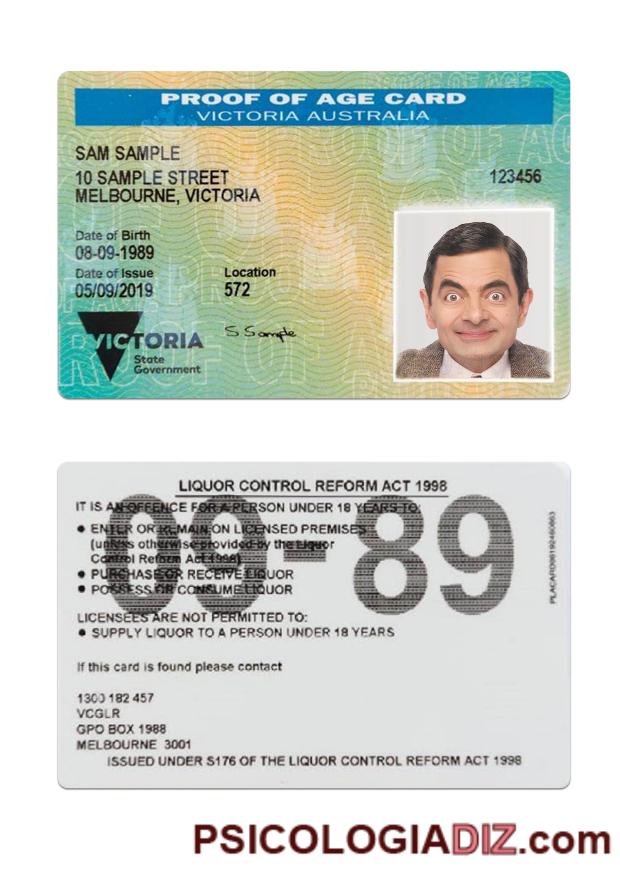 PROOF OF AGE CARD
VICTORIA AUSTRALIA
SAM SAMPLE
10 SAMPLE STREET
MELBOURNE, VICTORIA
123456
Date of Birth
08-09-1989
Date of Issue
05/09/2019
Location
572
VICTORIA
State
Government
S Sample
LIQUOR CONTROL REFORM ACT 1998
IT IS AN OFFENCE FOR A PERSON UNDER 18 YEARS TO:
● ENTER OR REMAIN ON LICENSED PREMISES
(unless otherwise provided by the Liquor
Control Reform Act 1998)
● PURCHASE OR RECEIVE LIQUOR
● POSSESS OR CONSUME LIQUOR
09-89
LICENSEES ARE NOT PERMITTED TO:
● SUPPLY LIQUOR TO A PERSON UNDER 18 YEARS
If this card is found please contact
1300 182 457
VCGLR
GPO BOX 1988
MELBOURNE 3001
ISSUED UNDER S176 OF THE LIQUOR CONTROL REFORM ACT 1998
PSICOLOGIADIZ.com